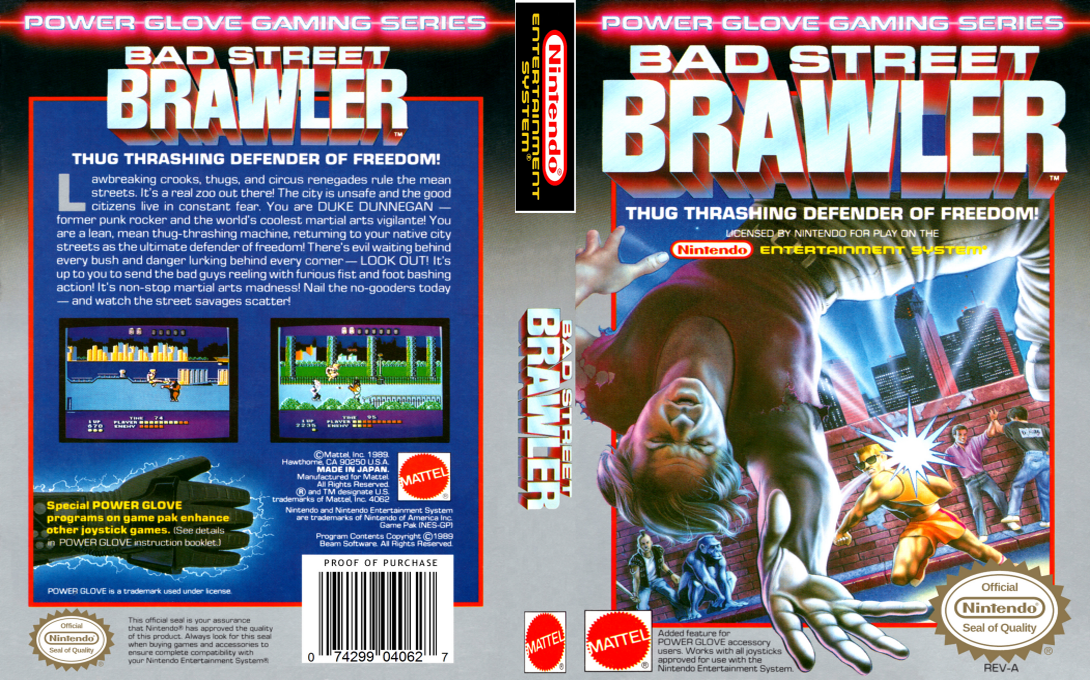 POWER GLOVE GAMING SERIES
BAD STREET
BRAWLER
TM
THUG THRASHING DEFENDER OF FREEDOM!
Lawbreaking crooks, thugs, and circus renegades rule the mean
streets. It's a real zoo out there! The city is unsafe and the good
citizens live in constant fear. You are DUKE DUNNEGAN —
former punk rocker and the world's coolest martial arts vigilante! You
are a lean, mean thug-thrashing machine, returning to your native city
streets as the ultimate defender of freedom! There's evil waiting behind
every bush and danger lurking behind every corner — LOOK OUT! It's
up to you to send the bad guys reeling with furious fist and foot bashing
action! It's non-stop martial arts madness! Nail the no-gooders today
— and watch the street savages scatter!
TIME 74
1UP PLAYER
670 ENEMY
TIME 95
1UP PLAYER
2235 ENEMY
Special POWER GLOVE
programs on game pak enhance
other joystick games. (See details
in POWER GLOVE instruction booklet.)
POWER GLOVE is a trademark used under license.
©Mattel, Inc. 1989.
Hawthorne, CA 90250 U.S.A.
MADE IN JAPAN.
Manufactured for Mattel.
All Rights Reserved.
® and TM designate U.S.
trademarks of Mattel, Inc. 4062
MATTEL
®
Nintendo and Nintendo Entertainment System
are trademarks of Nintendo of America Inc.
Game Pak (NES-GP)
Program Contents Copyright ©1989
Beam Software. All Rights Reserved.
PROOF OF PURCHASE
0 74299 04062 7
Official
Nintendo®
Seal of Quality
This official seal is your assurance
that Nintendo® has approved the quality
of this product. Always look for this seal
when buying games and accessories to
ensure complete compatibility with
your Nintendo Entertainment System®.
Nintendo®
ENTERTAINMENT
SYSTEM®
BAD STREET
BRAWLER
MATTEL
®
POWER GLOVE GAMING SERIES
BAD STREET
BRAWLER
TM
THUG THRASHING DEFENDER OF FREEDOM!
LICENSED BY NINTENDO FOR PLAY ON THE
Nintendo ENTERTAINMENT SYSTEM®
MATTEL
®
Added feature for
POWER GLOVE accessory
users. Works with all joysticks
approved for use with the
Nintendo Entertainment System.
Official
Nintendo®
Seal of Quality
®
REV-A